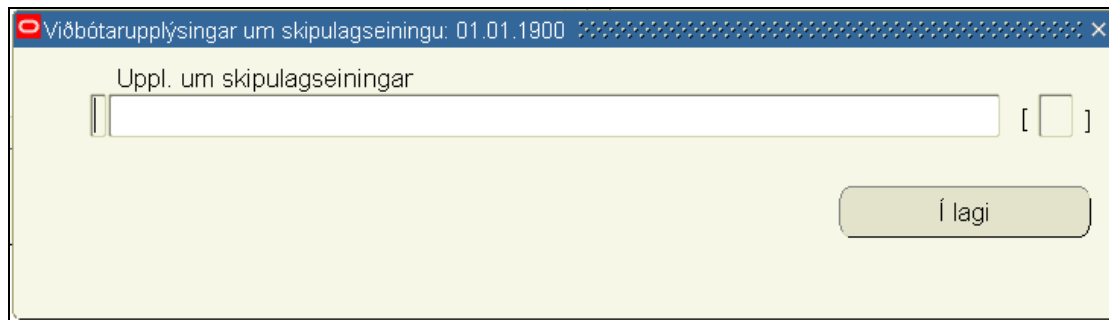 Viðbótarupplýsingar um skipulagseiningu: 01.01.1900
Uppl. um skipulagseiningar
[ ]
Í lagi